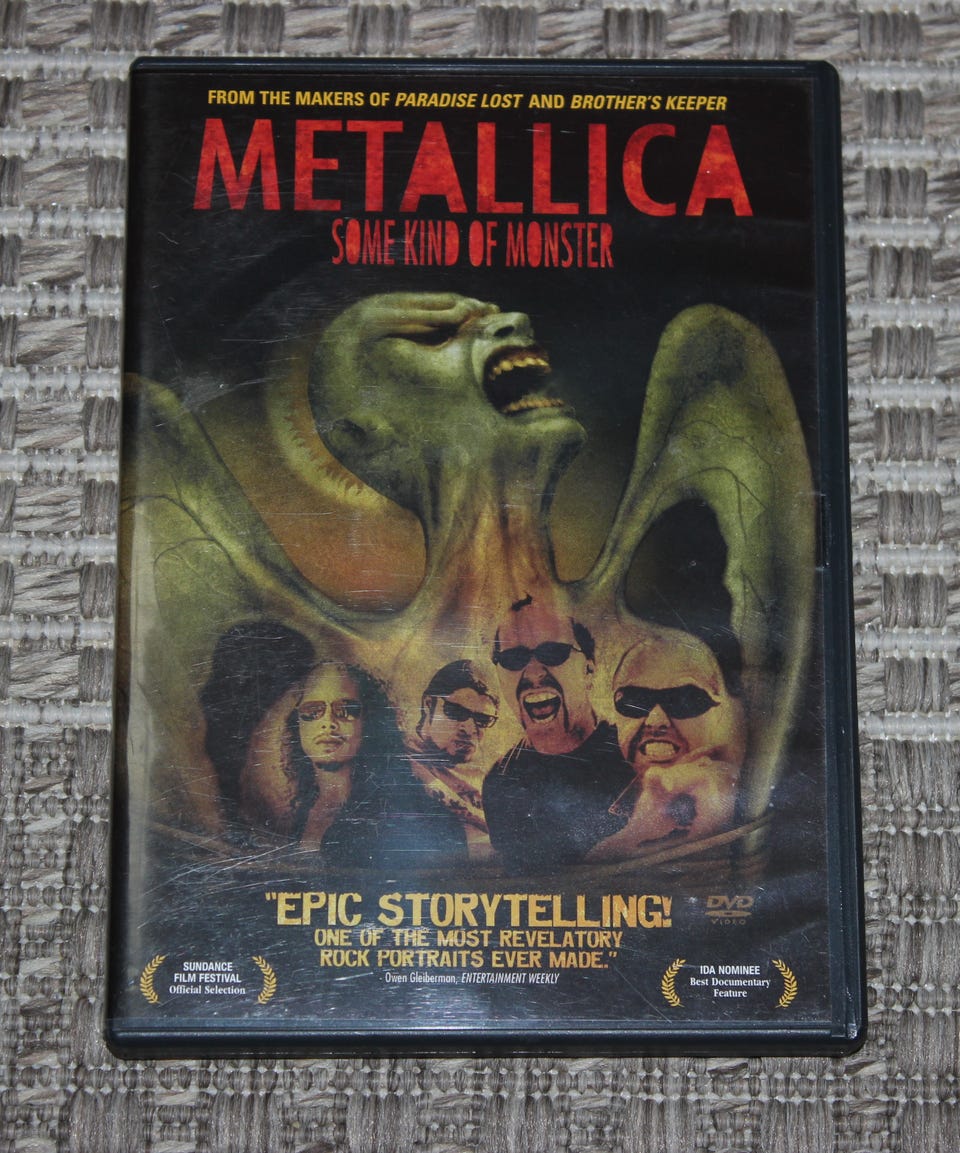 FROM THE MAKERS OF PARADISE LOST AND BROTHER'S KEEPER
METALLICA
SOME KIND OF MONSTER
"EPIC STORYTELLING!
ONE OF THE MOST REVELATORY
ROCK PORTRAITS EVER MADE."
Owen Gleiberman, ENTERTAINMENT WEEKLY
DVD
VIDEO
SUNDANCE
FILM FESTIVAL
Official Selection
IDA NOMINEE
Best Documentary
Feature